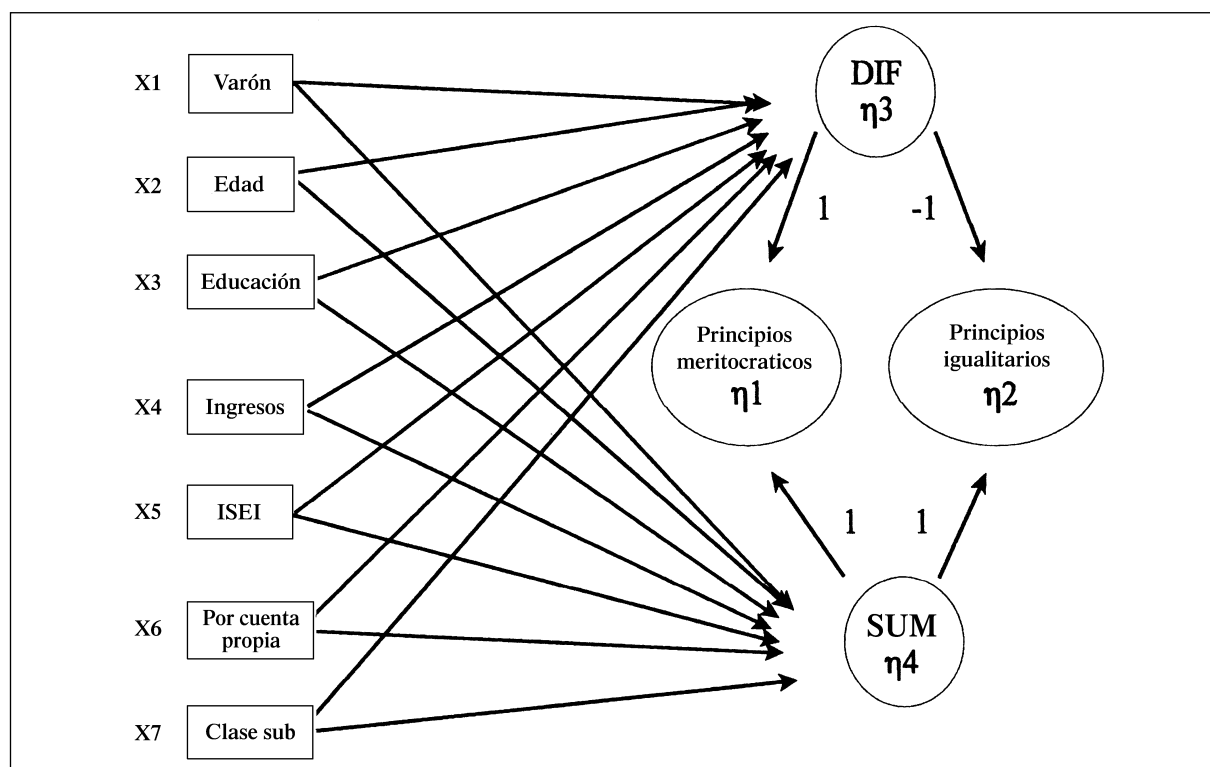 X1
Varón
X2
Edad
X3
Educación
X4
Ingresos
X5
ISEI
X6
Por cuenta
propia
X7
Clase sub
DIF
η3
1
-1
Principios
meritocraticos
η1
Principios
igualitarios
η2
1
1
SUM
η4